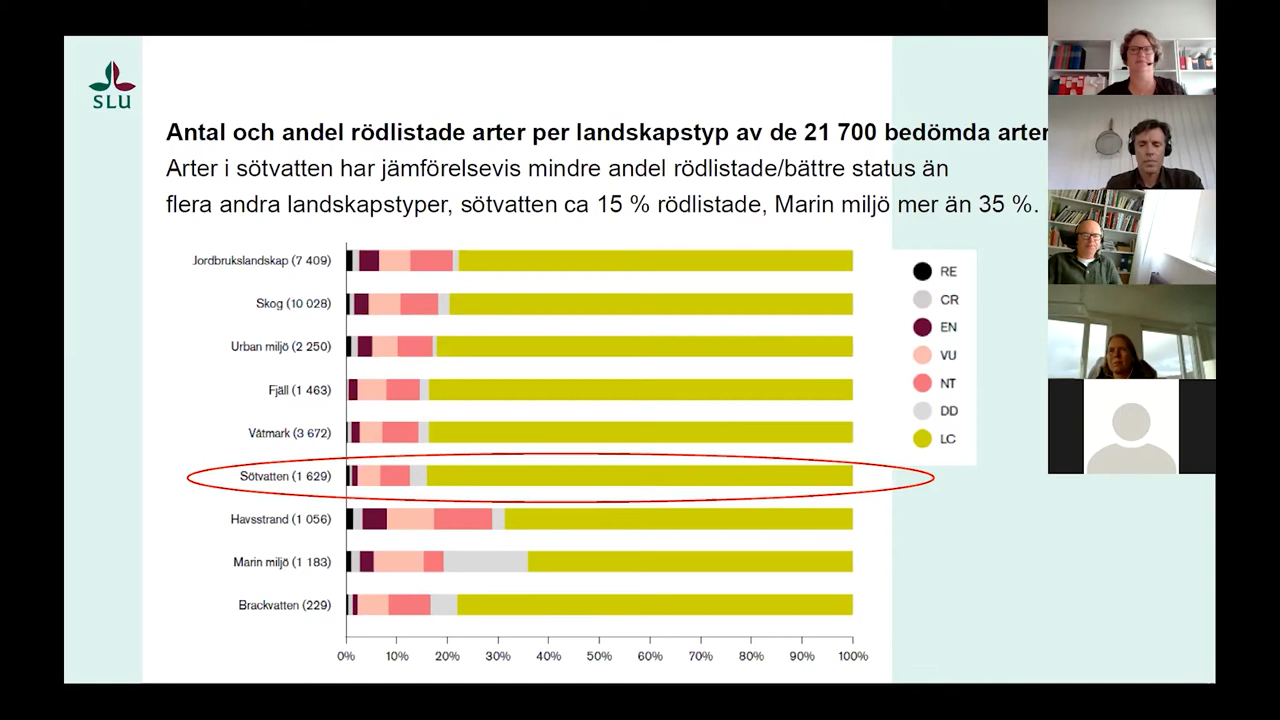 SLU
Antal och andel rödlistade arter per landskapstyp av de 21 700 bedömda arter
Arter i sötvatten har jämförelsevis mindre andel rödlistade/bättre status än
flera andra landskapstyper, sötvatten ca 15 % rödlistade, Marin miljö mer än 35 %.
Jordbrukslandskap (7 409)
Skog (10 028)
Urban miljö (2 250)
Fjäll (1 463)
Våtmark (3 672)
Sötvatten (1 629)
Havsstrand (1 056)
Marin miljö (1 183)
Brackvatten (229)
0% 10% 20% 30% 40% 50% 60% 70% 80% 90% 100%
RE
CR
EN
VU
NT
DD
LC